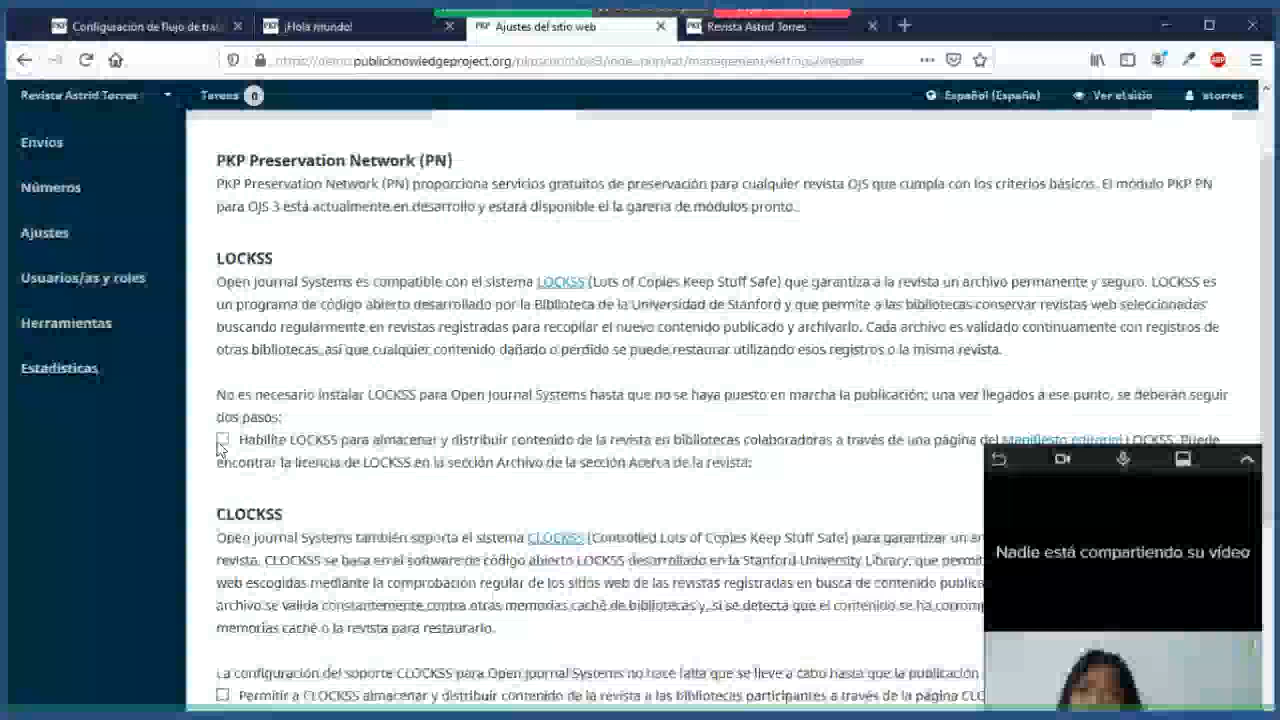 Configuración de flujo de tra
¡Hola mundo!
Ajustes del sitio web
Revista Astrid Torres
publicknowledgeproject.org
Revista Astrid Torres
Tareas 0
Español (España)
Ver el sitio
atorres
Envíos
Números
Ajustes
Usuarios/as y roles
Herramientas
Estadísticas
PKP Preservation Network (PN)
PKP Preservation Network (PN) proporciona servicios gratuitos de preservación para cualquier revista OJS que cumpla con los criterios básicos. El módulo PKP PN
para OJS 3 está actualmente en desarrollo y estará disponible el la garería de módulos pronto.
LOCKSS
Open Journal Systems es compatible con el sistema LOCKSS (Lots of Copies Keep Stuff Safe) que garantiza a la revista un archivo permanente y seguro. LOCKSS es
un programa de código abierto desarrollado por la Biblioteca de la Universidad de Stanford y que permite a las bibliotecas conservar revistas web seleccionadas
buscando regularmente en revistas registradas para recopilar el nuevo contenido publicado y archivarlo. Cada archivo es validado continuamente con registros de
otras bibliotecas, así que cualquier contenido dañado o perdido se puede restaurar utilizando esos registros o la misma revista.
No es necesario instalar LOCKSS para Open Journal Systems hasta que no se haya puesto en marcha la publicación; una vez llegados a ese punto, se deberán seguir
dos pasos:
Habilite LOCKSS para almacenar y distribuir contenido de la revista en bibliotecas colaboradoras a través de una página del Manifiesto editorial LOCKSS. Puede
encontrar la licencia de LOCKSS en la sección Archivo de la sección Acerca de la revista:
CLOCKSS
Open Journal Systems también soporta el sistema CLOCKSS (Controlled Lots of Copies Keep Stuff Safe) para garantizar un
revista. CLOCKSS se basa en el software de código abierto LOCKSS desarrollado en la Stanford University Library, que permit
web escogidas mediante la comprobación regular de los sitios web de las revistas registradas en busca de contenido public
archivo se valida constantemente contra otras memorias caché de bibliotecas y, si se detecta que el contenido se ha corromp
memorias caché o la revista para restaurarlo.
La configuración del soporte CLOCKSS para Open Journal Systems no hace falta que se lleve a cabo hasta que la publicación
Permitir a CLOCKSS almacenar y distribuir contenido de la revista a las bibliotecas participantes a través de la página CLO
Nadie está compartiendo su vídeo